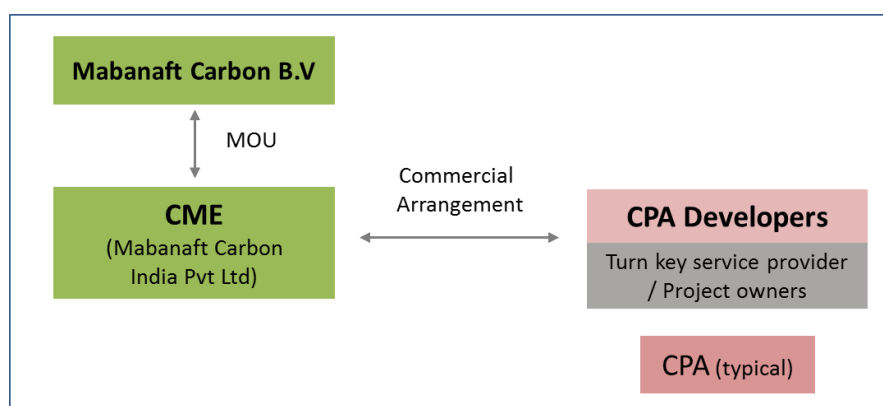 Mabanaft Carbon B.V
MOU
CME
(Mabanaft Carbon
India Pvt Ltd)
Commercial
Arrangement
CPA Developers
Turn key service provider
/ Project owners
CPA (typical)